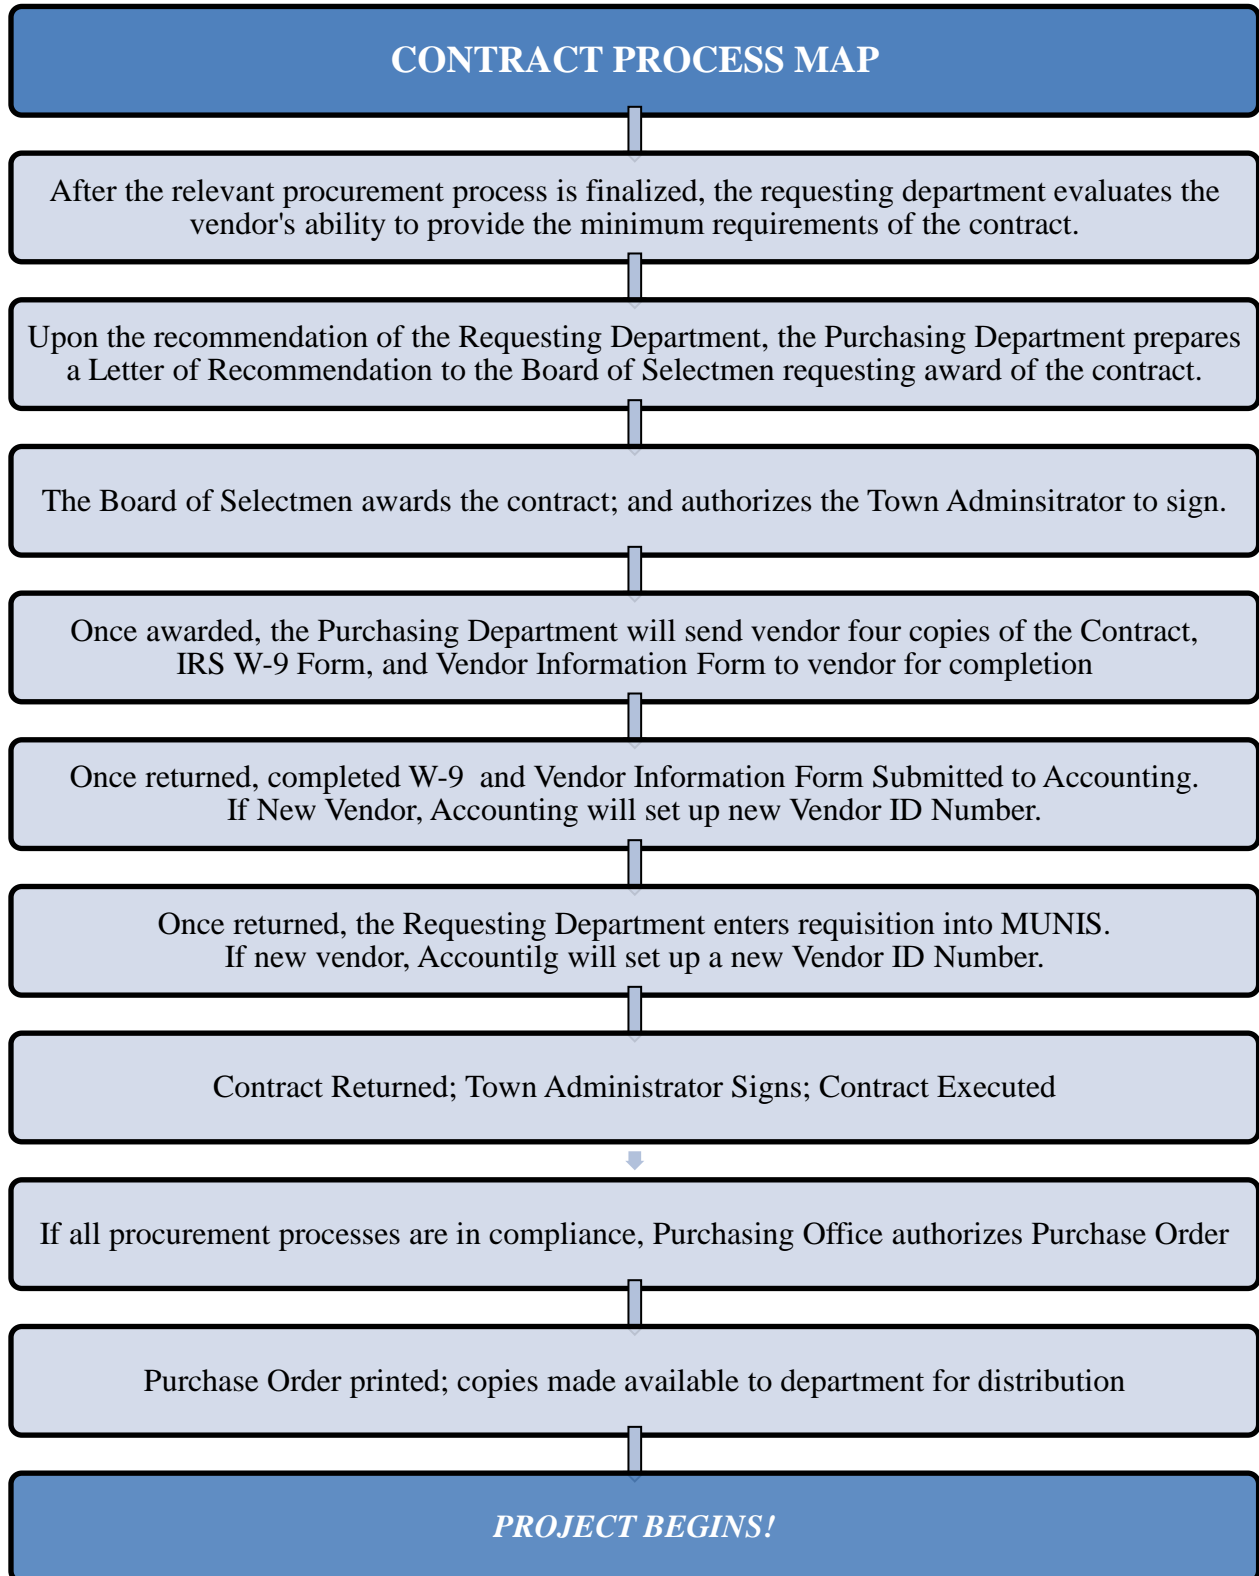 CONTRACT PROCESS MAP
After the relevant procurement process is finalized, the requesting department evaluates the
vendor's ability to provide the minimum requirements of the contract.
Upon the recommendation of the Requesting Department, the Purchasing Department prepares
a Letter of Recommendation to the Board of Selectmen requesting award of the contract.
The Board of Selectmen awards the contract; and authorizes the Town Adminsitrator to sign.
Once awarded, the Purchasing Department will send vendor four copies of the Contract,
IRS W-9 Form, and Vendor Information Form to vendor for completion
Once returned, completed W-9 and Vendor Information Form Submitted to Accounting.
If New Vendor, Accounting will set up new Vendor ID Number.
Once returned, the Requesting Department enters requisition into MUNIS.
If new vendor, Accountilg will set up a new Vendor ID Number.
Contract Returned; Town Administrator Signs; Contract Executed
If all procurement processes are in compliance, Purchasing Office authorizes Purchase Order
Purchase Order printed; copies made available to department for distribution
PROJECT BEGINS!